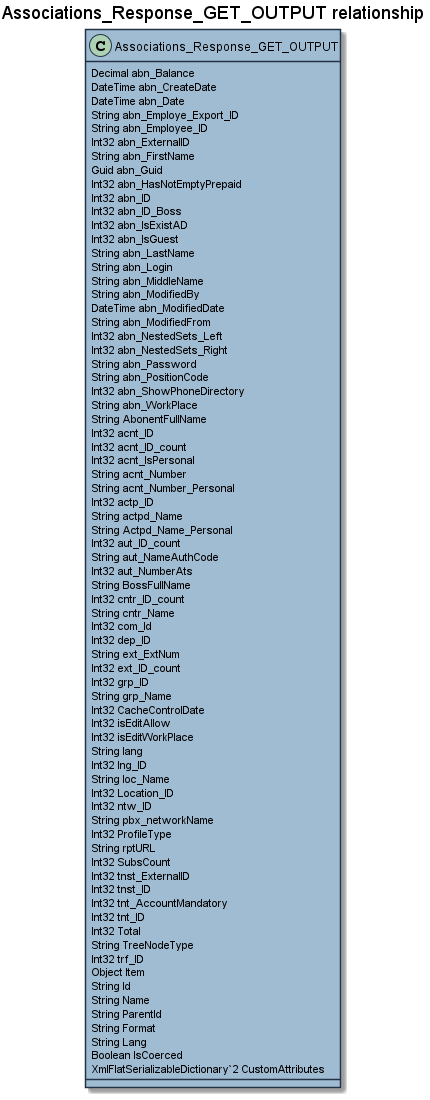 Associations_Response_GET_OUTPUT relationship
C Associations_Response_GET_OUTPUT
Decimal abn_Balance
DateTime abn_CreateDate
DateTime abn_Date
String abn_Employe_Export_ID
String abn_Employee_ID
Int32 abn_ExternalID
String abn_FirstName
Guid abn_Guid
Int32 abn_HasNotEmptyPrepaid
Int32 abn_ID
Int32 abn_ID_Boss
Int32 abn_IsExistAD
Int32 abn_IsGuest
String abn_LastName
String abn_Login
String abn_MiddleName
String abn_ModifiedBy
DateTime abn_ModifiedDate
String abn_ModifiedFrom
Int32 abn_NestedSets_Left
Int32 abn_NestedSets_Right
String abn_Password
String abn_PositionCode
Int32 abn_ShowPhoneDirectory
String abn_WorkPlace
String AbonentFullName
Int32 acnt_ID
Int32 acnt_ID_count
Int32 acnt_IsPersonal
String acnt_Number
String acnt_Number_Personal
Int32 actp_ID
String actpd_Name
String Actpd_Name_Personal
Int32 aut_ID_count
String aut_NameAuthCode
Int32 aut_NumberAts
String BossFullName
Int32 cntr_ID_count
String cntr_Name
Int32 com_Id
Int32 dep_ID
String ext_ExtNum
Int32 ext_ID_count
Int32 grp_ID
String grp_Name
Int32 CacheControlDate
Int32 isEditAllow
Int32 isEditWorkPlace
String lang
Int32 lng_ID
String loc_Name
Int32 Location_ID
Int32 ntw_ID
String pbx_networkName
Int32 ProfileType
String rptURL
Int32 SubsCount
Int32 tnst_ExternalID
Int32 tnst_ID
Int32 tnt_AccountMandatory
Int32 tnt_ID
Int32 Total
String TreeNodeType
Int32 trf_ID
Object Item
String Id
String Name
String ParentId
String Format
String Lang
Boolean IsCoerced
XmlFlatSerializableDictionary`2 CustomAttributes